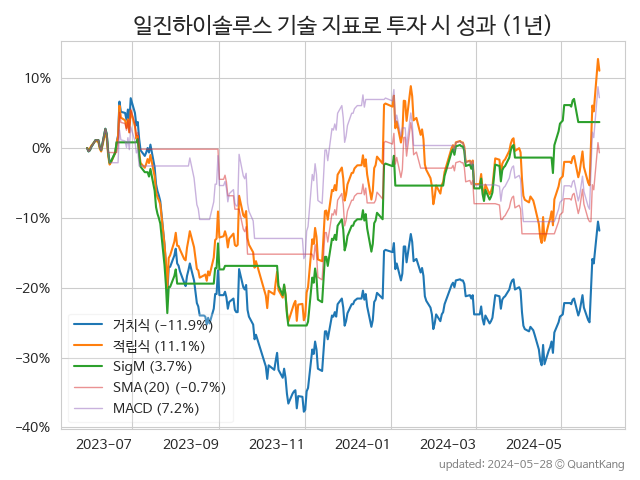 일진하이솔루스 기술 지표로 투자 시 성과 (1년)
10%
0%
−10%
−20%
−30%
−40%
거치식 (−11.9%)
적립식 (11.1%)
SigM (3.7%)
SMA(20) (−0.7%)
MACD (7.2%)
2023-07 2023-09 2023-11 2024-01 2024-03 2024-05
updated: 2024-05-28 © QuantKang